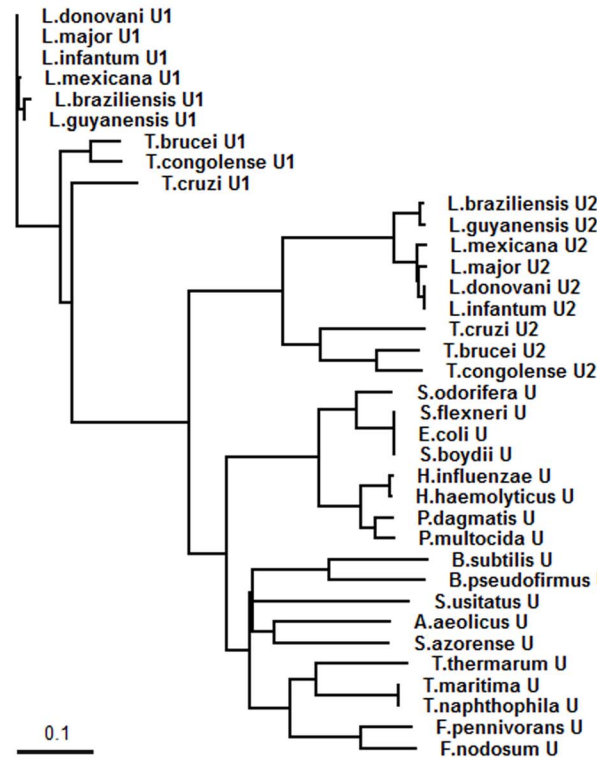 L.donovani U1
L.major U1
L.infantum U1
L.mexicana U1
L.braziliensis U1
L.guyanensis U1
T.brucei U1
T.congolense U1
T.cruzi U1
L.braziliensis U2
L.guyanensis U2
L.mexicana U2
L.major U2
L.donovani U2
L.infantum U2
T.cruzi U2
T.brucei U2
T.congolense U2
S.odorifera U
S.flexneri U
E.coli U
S.boydii U
H.influenzae U
H.haemolyticus U
P.dagmatis U
P.multocida U
B.subtilis U
B.pseudofirmus
S.usitatus U
A.aeolicus U
S.azorense U
T.thermarum U
T.maritima U
T.naphthophila U
F.pennivorans U
F.nodosum U
0.1